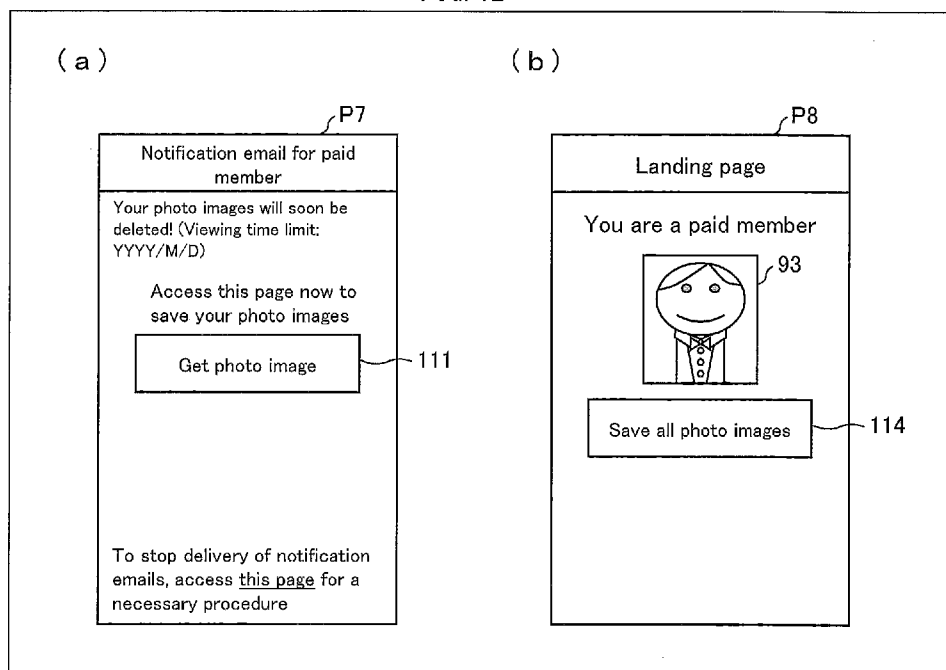 (a)
P7
Notification email for paid
member
Your photo images will soon be
deleted! (Viewing time limit:
YYYY/M/D)
Access this page now to
save your photo images
Get photo image
111
To stop delivery of notification
emails, access this page for a
necessary procedure
(b)
P8
Landing page
You are a paid member
93
Save all photo images
114